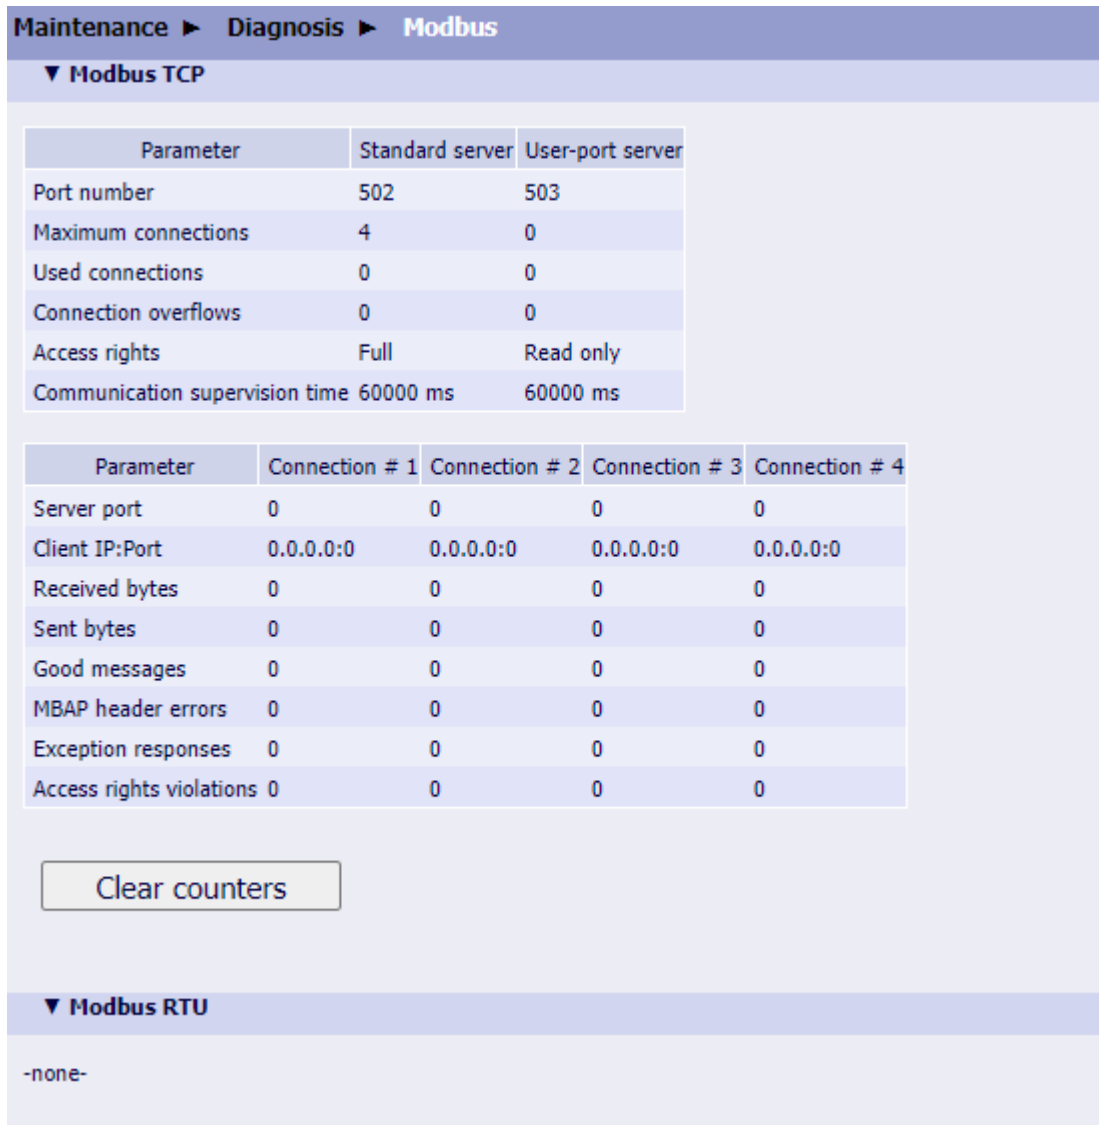 Maintenance ► Diagnosis ► Modbus
▼ Modbus TCP
Parameter Standard server User-port server
Port number 502 503
Maximum connections 4 0
Used connections 0 0
Connection overflows 0 0
Access rights Full Read only
Communication supervision time 60000 ms 60000 ms
Parameter Connection # 1 Connection # 2 Connection # 3 Connection # 4
Server port 0 0 0 0
Client IP:Port 0.0.0.0:0 0.0.0.0:0 0.0.0.0:0 0.0.0.0:0
Received bytes 0 0 0 0
Sent bytes 0 0 0 0
Good messages 0 0 0 0
MBAP header errors 0 0 0 0
Exception responses 0 0 0 0
Access rights violations 0 0 0 0
Clear counters
▼ Modbus RTU
-none-